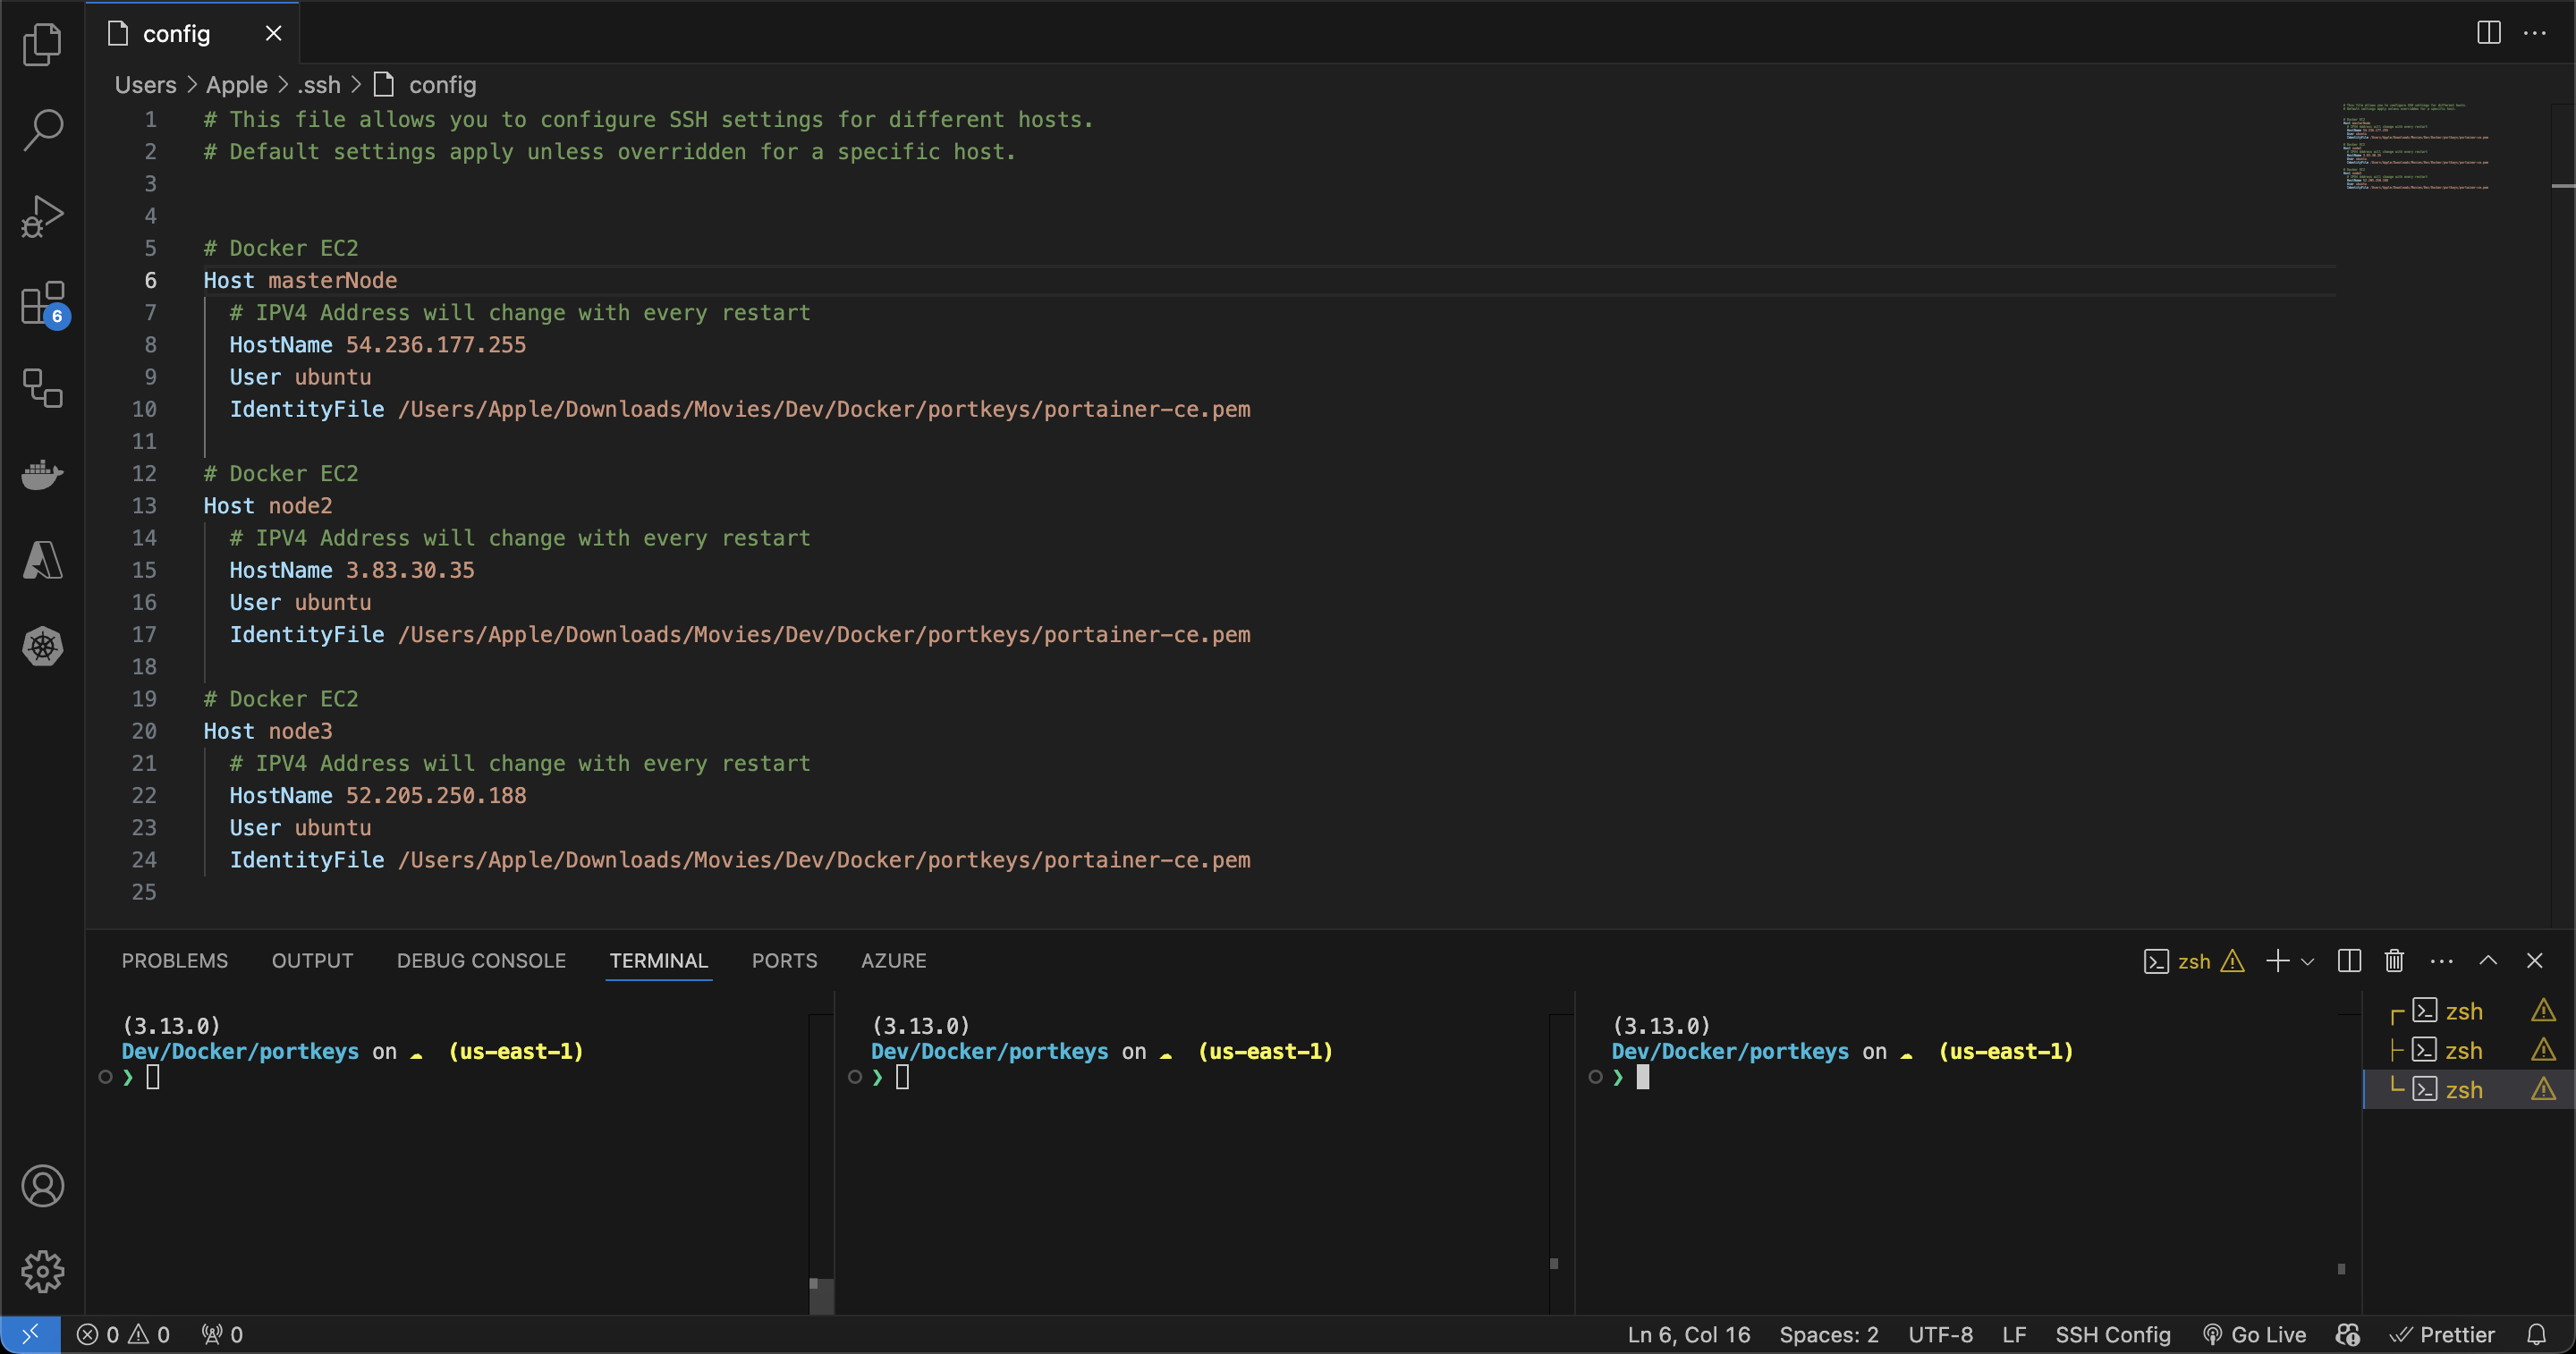 config
Users > Apple > .ssh > config
1 # This file allows you to configure SSH settings for different hosts.
2 # Default settings apply unless overridden for a specific host.
3
4
5 # Docker EC2
6 Host masterNode
7 # IPV4 Address will change with every restart
8 HostName 54.236.177.255
9 User ubuntu
10 IdentityFile /Users/Apple/Downloads/Movies/Dev/Docker/portkeys/portainer-ce.pem
11
12 # Docker EC2
13 Host node2
14 # IPV4 Address will change with every restart
15 HostName 3.83.30.35
16 User ubuntu
17 IdentityFile /Users/Apple/Downloads/Movies/Dev/Docker/portkeys/portainer-ce.pem
18
19 # Docker EC2
20 Host node3
21 # IPV4 Address will change with every restart
22 HostName 52.205.250.188
23 User ubuntu
24 IdentityFile /Users/Apple/Downloads/Movies/Dev/Docker/portkeys/portainer-ce.pem
25
6
PROBLEMS OUTPUT DEBUG CONSOLE TERMINAL PORTS AZURE zsh
(3.13.0) (3.13.0) (3.13.0) zsh
Dev/Docker/portkeys on (us-east-1) Dev/Docker/portkeys on (us-east-1) Dev/Docker/portkeys on (us-east-1) zsh
❯ ❯ ❯ zsh
0 0 0 Ln 6, Col 16 Spaces: 2 UTF-8 LF SSH Config Go Live Prettier